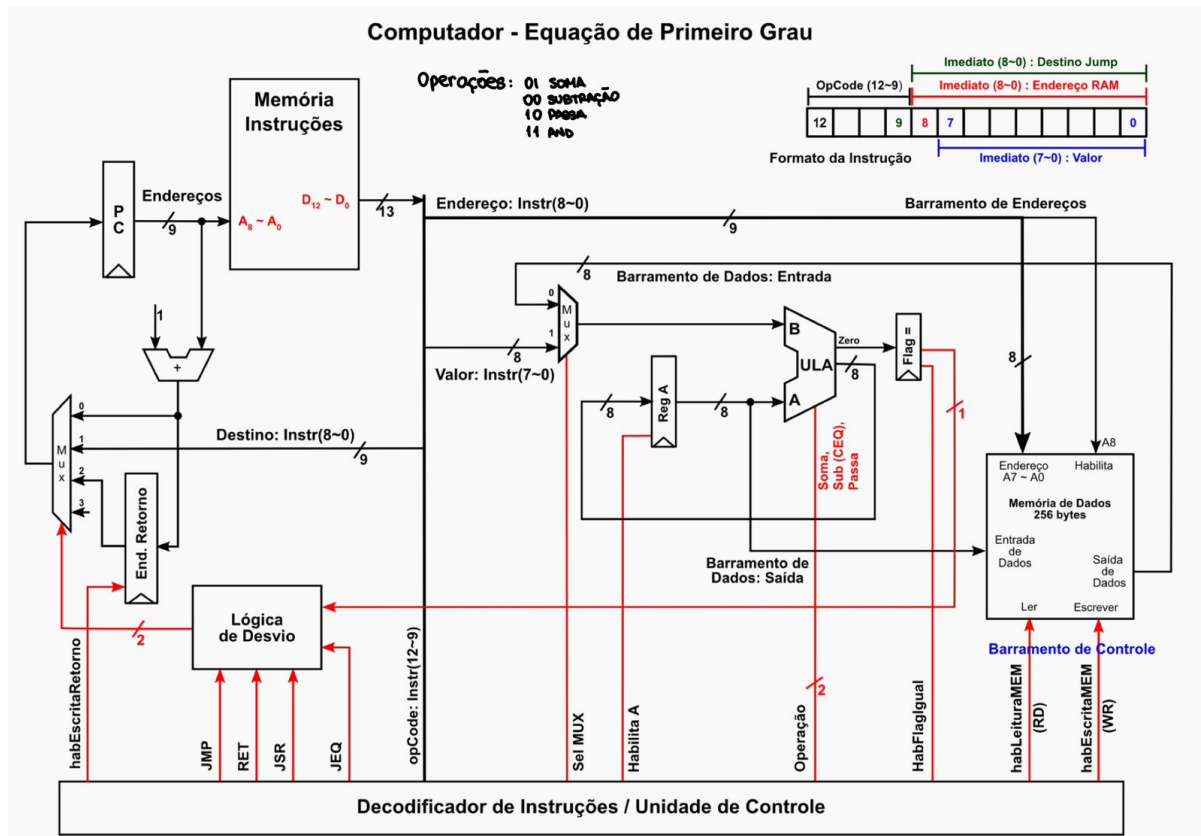 Computador - Equação de Primeiro Grau
Operações: 01 SOMA
00 SUBTRAÇÃO
10 PASSA
11 AND
Imediato (8~0) : Destino Jump
OpCode (12~9)
Imediato (8~0) : Endereço RAM
12
9
8
7
0
Formato da Instrução
Imediato (7~0) : Valor
Memória
Instruções
D12 ~ D0
A8 ~ A0
13
P
C
Endereços
9
1
+
Endereço: Instr(8~0)
9
Barramento de Endereços
8
Barramento de Dados: Entrada
0
M
u
x
1
8
Valor: Instr(7~0)
B
ULA
A
Zero
8
Flag =
8
Reg A
8
1
8
Soma,
Sub (CEQ),
Passa
0
1
2
3
M
u
x
Destino: Instr(8~0)
9
End. Retorno
A8
Endereço
A7 ~ A0
Habilita
Memória de Dados
256 bytes
Entrada
de
Dados
Saída
de
Dados
Ler
Escrever
Barramento de
Dados: Saída
Barramento de Controle
2
Lógica
de Desvio
habEscritaRetorno
JMP
RET
JSR
JEQ
opCode: Instr(12~9)
Sel MUX
Habilita A
Operação
2
HabFlagIgual
habLeituraMEM
(RD)
habEscritaMEM
(WR)
Decodificador de Instruções / Unidade de Controle